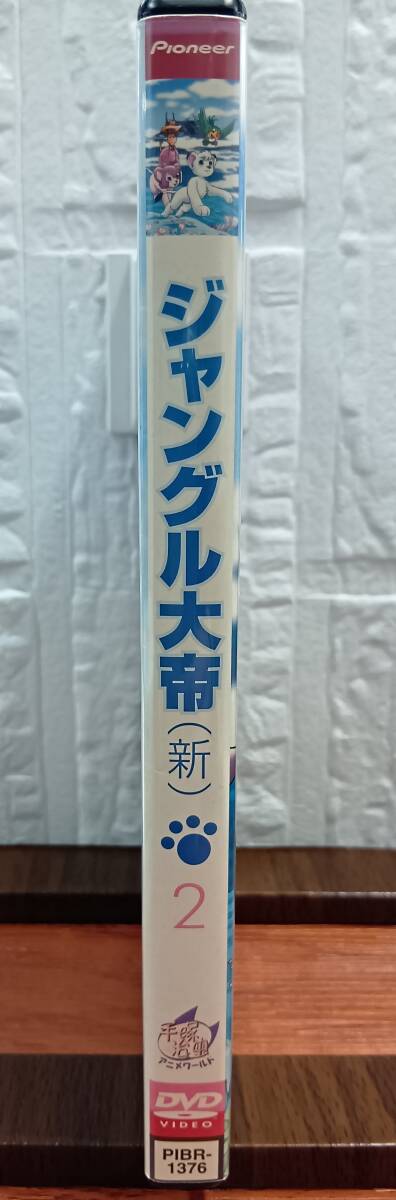 Pioneer
ジャングル大帝
(新)
2
手塚
治虫
アニメワールド
DVD
VIDEO
PIBR-
1376